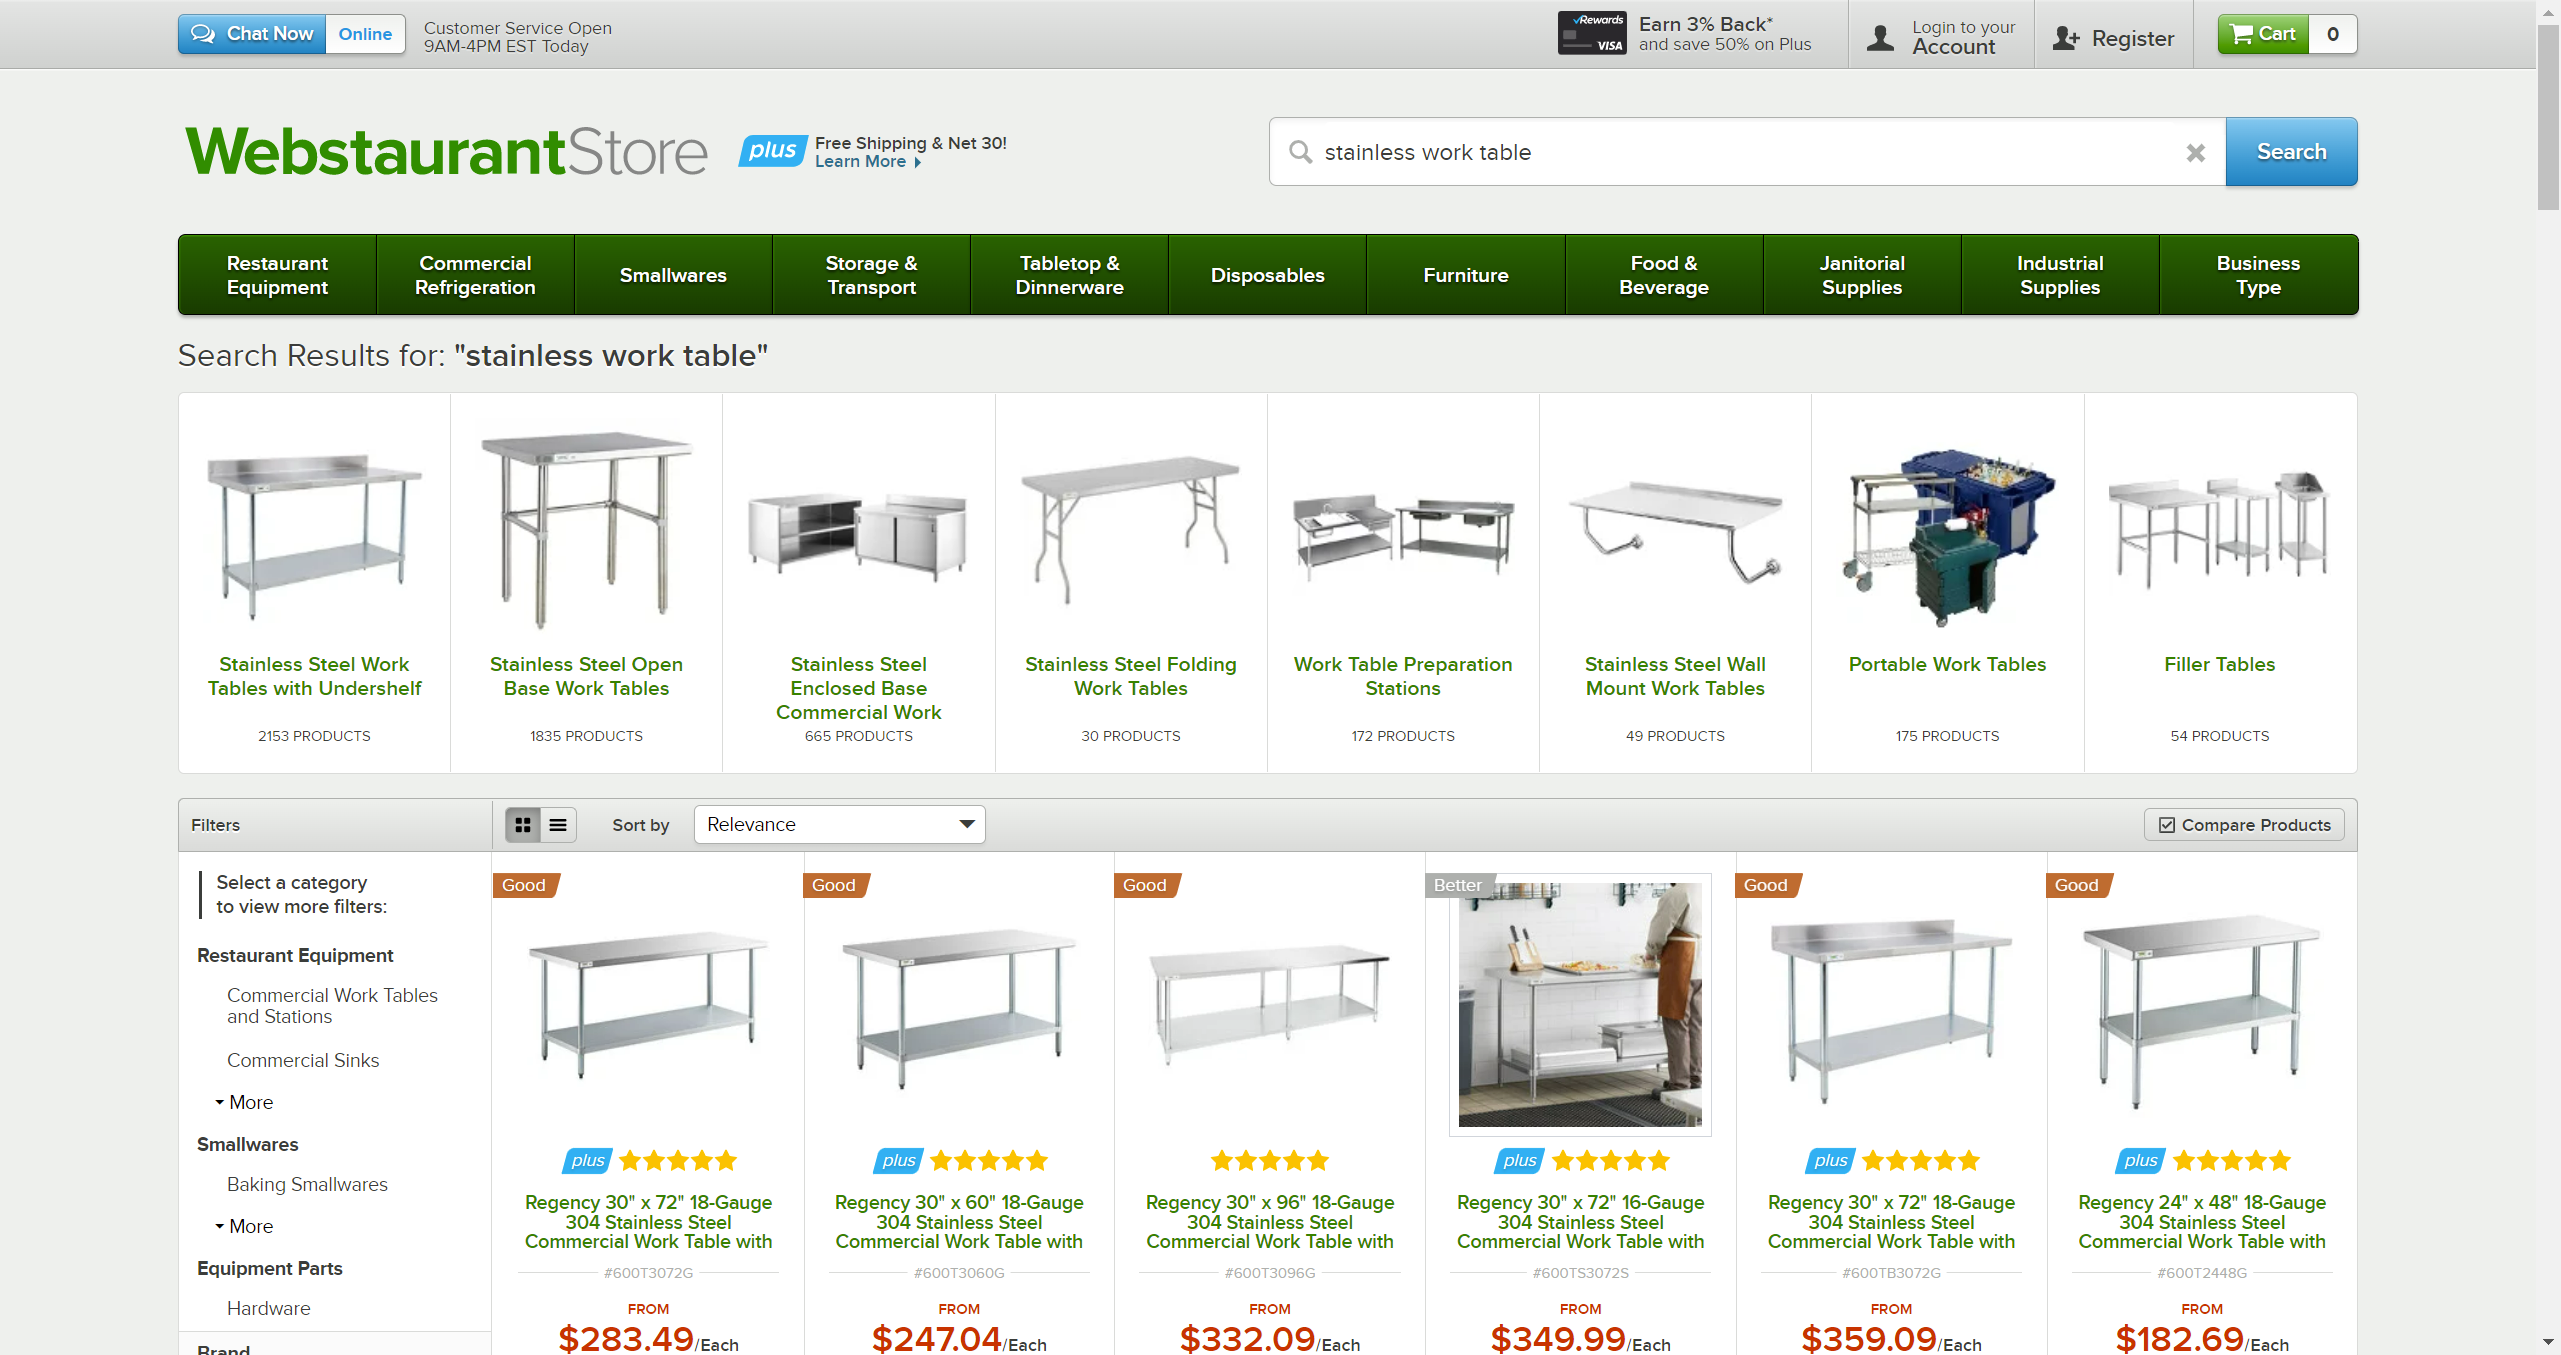 Chat Now
Online
Customer Service Open
9AM-4PM EST Today
Rewards
VISA
Earn 3% Back*
and save 50% on Plus
Login to your
Account
Register
Cart
0
WebstaurantStore
plus
Free Shipping & Net 30!
Learn More
stainless work table
Search
Restaurant
Equipment
Commercial
Refrigeration
Smallwares
Storage &
Transport
Tabletop &
Dinnerware
Disposables
Furniture
Food &
Beverage
Janitorial
Supplies
Industrial
Supplies
Business
Type
Search Results for: "stainless work table"
Stainless Steel Work
Tables with Undershelf
2153 PRODUCTS
Stainless Steel Open
Base Work Tables
1835 PRODUCTS
Stainless Steel
Enclosed Base
Commercial Work
665 PRODUCTS
Stainless Steel Folding
Work Tables
30 PRODUCTS
Work Table Preparation
Stations
172 PRODUCTS
Stainless Steel Wall
Mount Work Tables
49 PRODUCTS
Portable Work Tables
175 PRODUCTS
Filler Tables
54 PRODUCTS
Filters
Sort by
Relevance
Compare Products
Select a category
to view more filters:
Restaurant Equipment
Commercial Work Tables
and Stations
Commercial Sinks
More
Smallwares
Baking Smallwares
More
Equipment Parts
Hardware
Brand
Good
plus
Regency 30" x 72" 18-Gauge
304 Stainless Steel
Commercial Work Table with
#600T3072G
FROM
$283.49/Each
Good
plus
Regency 30" x 60" 18-Gauge
304 Stainless Steel
Commercial Work Table with
#600T3060G
FROM
$247.04/Each
Good
Regency 30" x 96" 18-Gauge
304 Stainless Steel
Commercial Work Table with
#600T3096G
FROM
$332.09/Each
Better
plus
Regency 30" x 72" 16-Gauge
304 Stainless Steel
Commercial Work Table with
#600TS3072S
FROM
$349.99/Each
Good
plus
Regency 30" x 72" 18-Gauge
304 Stainless Steel
Commercial Work Table with
#600TB3072G
FROM
$359.09/Each
Good
plus
Regency 24" x 48" 18-Gauge
304 Stainless Steel
Commercial Work Table with
#600T2448G
FROM
$182.69/Each